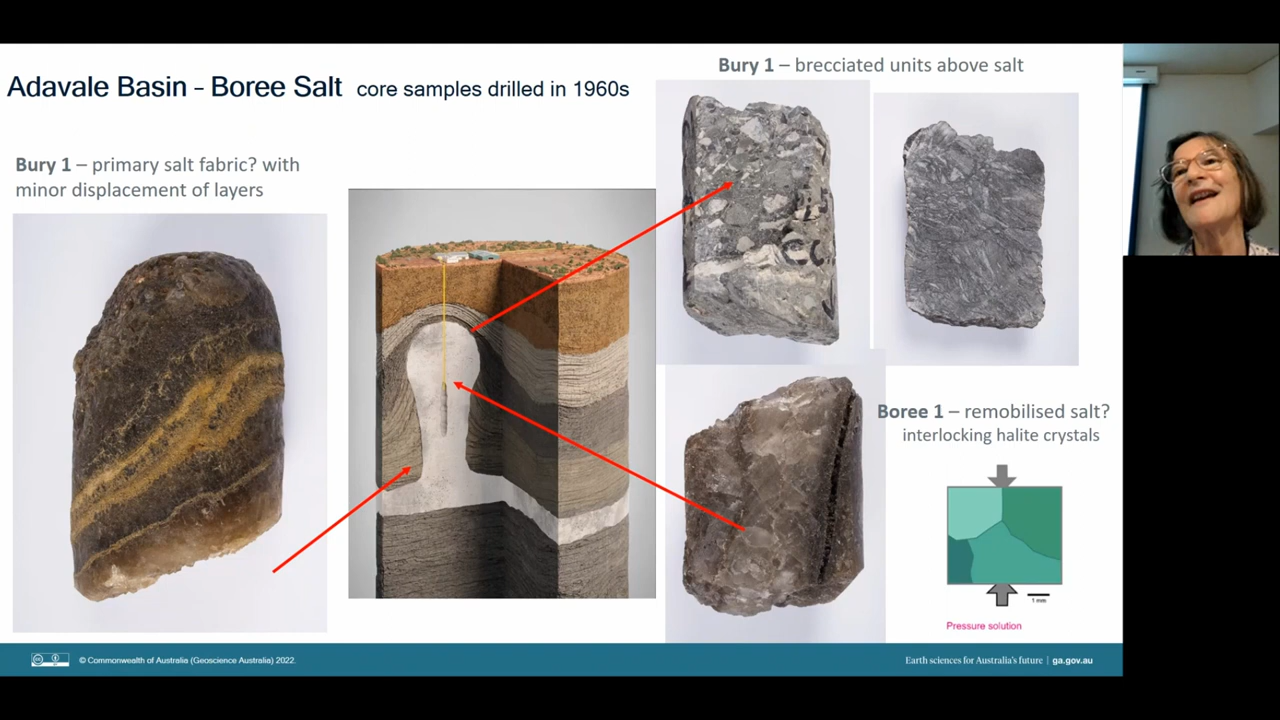 Adavale Basin - Boree Salt core samples drilled in 1960s
Bury 1 – brecciated units above salt
Bury 1 – primary salt fabric? with
minor displacement of layers
Boree 1 – remobilised salt?
interlocking halite crystals
1 mm
Pressure solution
© Commonwealth of Australia (Geoscience Australia) 2022.
Earth sciences for Australia's future | ga.gov.au